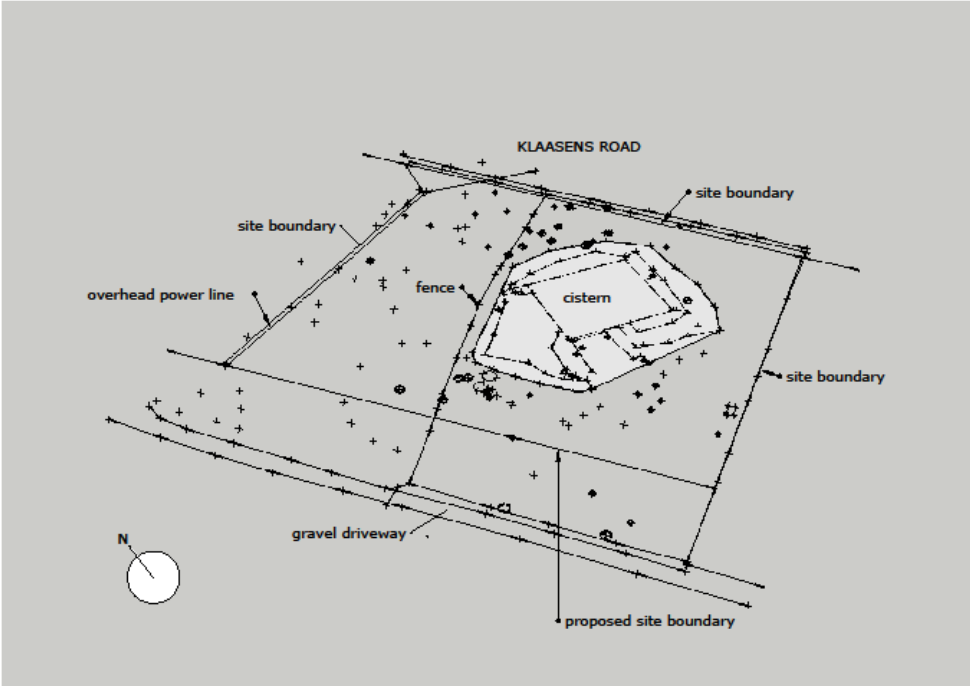 KLAASENS ROAD
site boundary
site boundary
overhead power line
fence
cistern
site boundary
gravel driveway
N
proposed site boundary